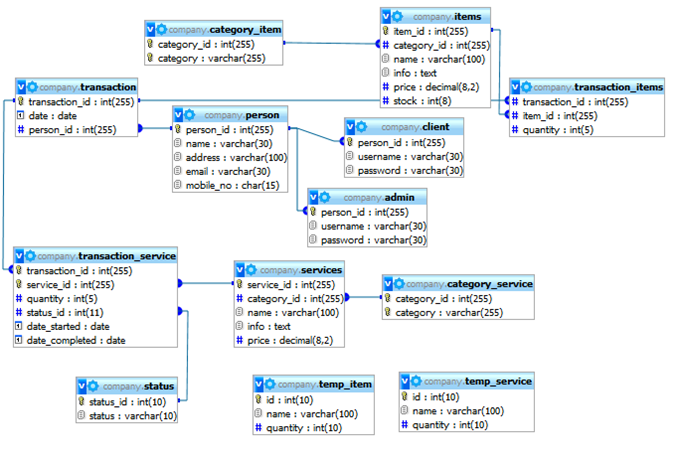 company.category_item
category_id : int(255)
category : varchar(255)
company.items
item_id : int(255)
category_id : int(255)
name : varchar(100)
info : text
price : decimal(8,2)
stock : int(8)
company.transaction
transaction_id : int(255)
date : date
person_id : int(255)
company.person
person_id : int(255)
name : varchar(30)
address : varchar(100)
email : varchar(30)
mobile_no : char(15)
company.client
person_id : int(255)
username : varchar(30)
password : varchar(30)
company.transaction_items
transaction_id : int(255)
item_id : int(255)
quantity : int(5)
company.admin
person_id : int(255)
username : varchar(30)
password : varchar(30)
company.transaction_service
transaction_id : int(255)
service_id : int(255)
quantity : int(5)
status_id : int(11)
date_started : date
date_completed : date
company.services
service_id : int(255)
category_id : int(255)
name : varchar(100)
info : text
price : decimal(8,2)
company.category_service
category_id : int(255)
category : varchar(255)
company.status
status_id : int(10)
status : varchar(10)
company.temp_item
id : int(10)
name : varchar(100)
quantity : int(10)
company.temp_service
id : int(10)
name : varchar(100)
quantity : int(10)